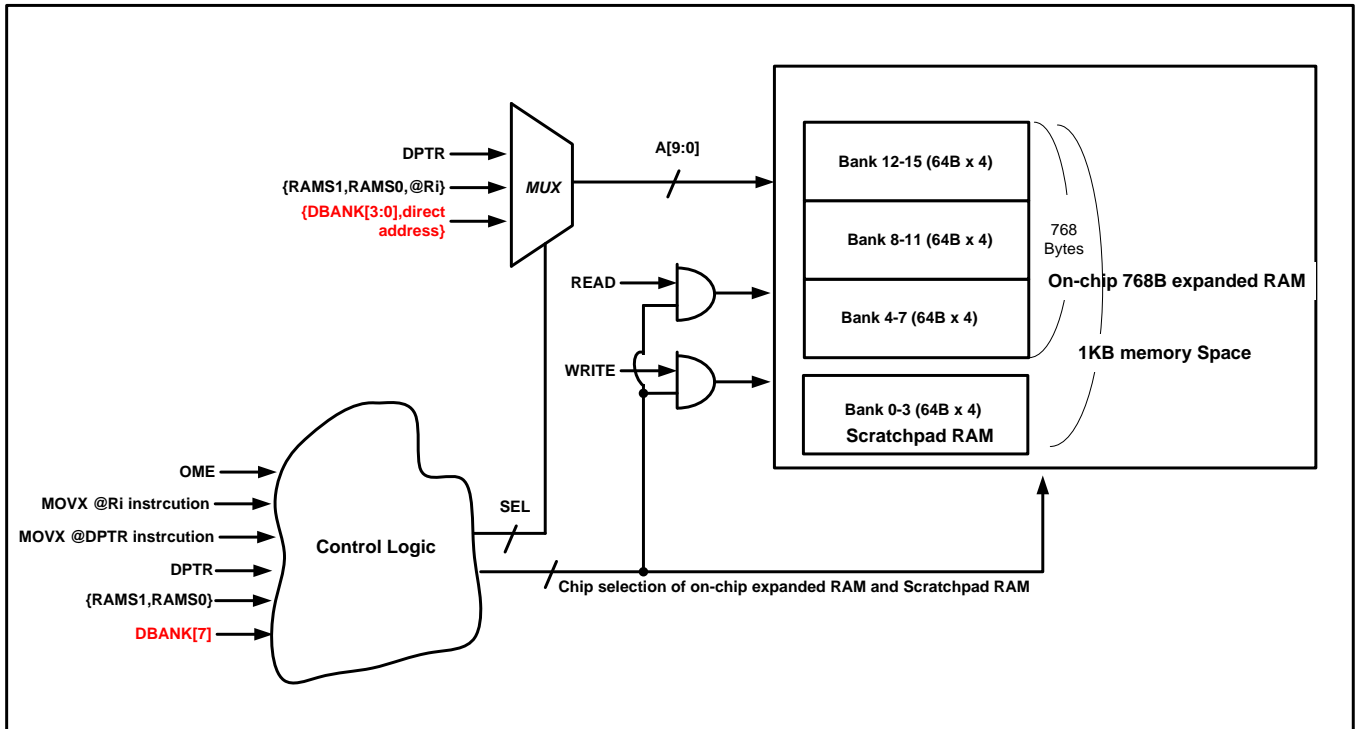 DPTR
{RAMS1,RAMS0,@Ri}
{DBANK[3:0],direct
address}
MUX
A[9:0]
READ
WRITE
Bank 12-15 (64B x 4)
Bank 8-11 (64B x 4)
Bank 4-7 (64B x 4)
Bank 0-3 (64B x 4)
Scratchpad RAM
768
Bytes
On-chip 768B expanded RAM
1KB memory Space
OME
MOVX @Ri instrcution
MOVX @DPTR instrcution
DPTR
{RAMS1,RAMS0}
DBANK[7]
Control Logic
SEL
Chip selection of on-chip expanded RAM and Scratchpad RAM